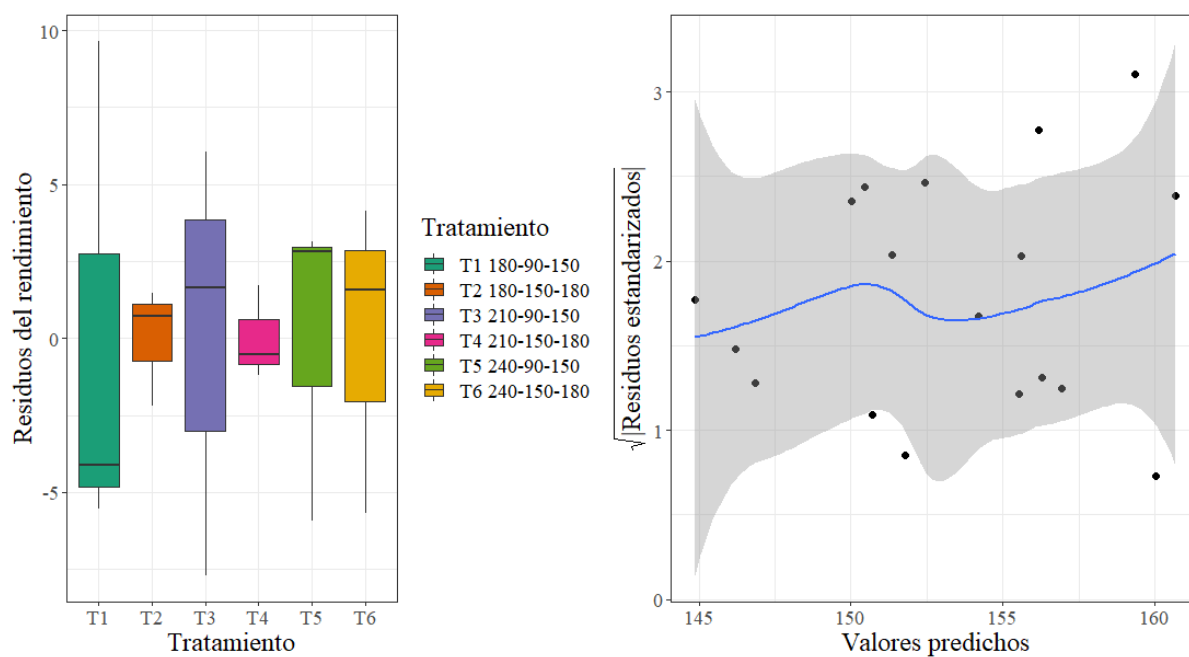 10
5
0
-5
Residuos del rendimiento
T1 T2 T3 T4 T5 T6
Tratamiento
Tratamiento
T1 180-90-150
T2 180-150-180
T3 210-90-150
T4 210-150-180
T5 240-90-150
T6 240-150-180
3
2
1
0
√|Residuos estandarizados|
145 150 155 160
Valores predichos